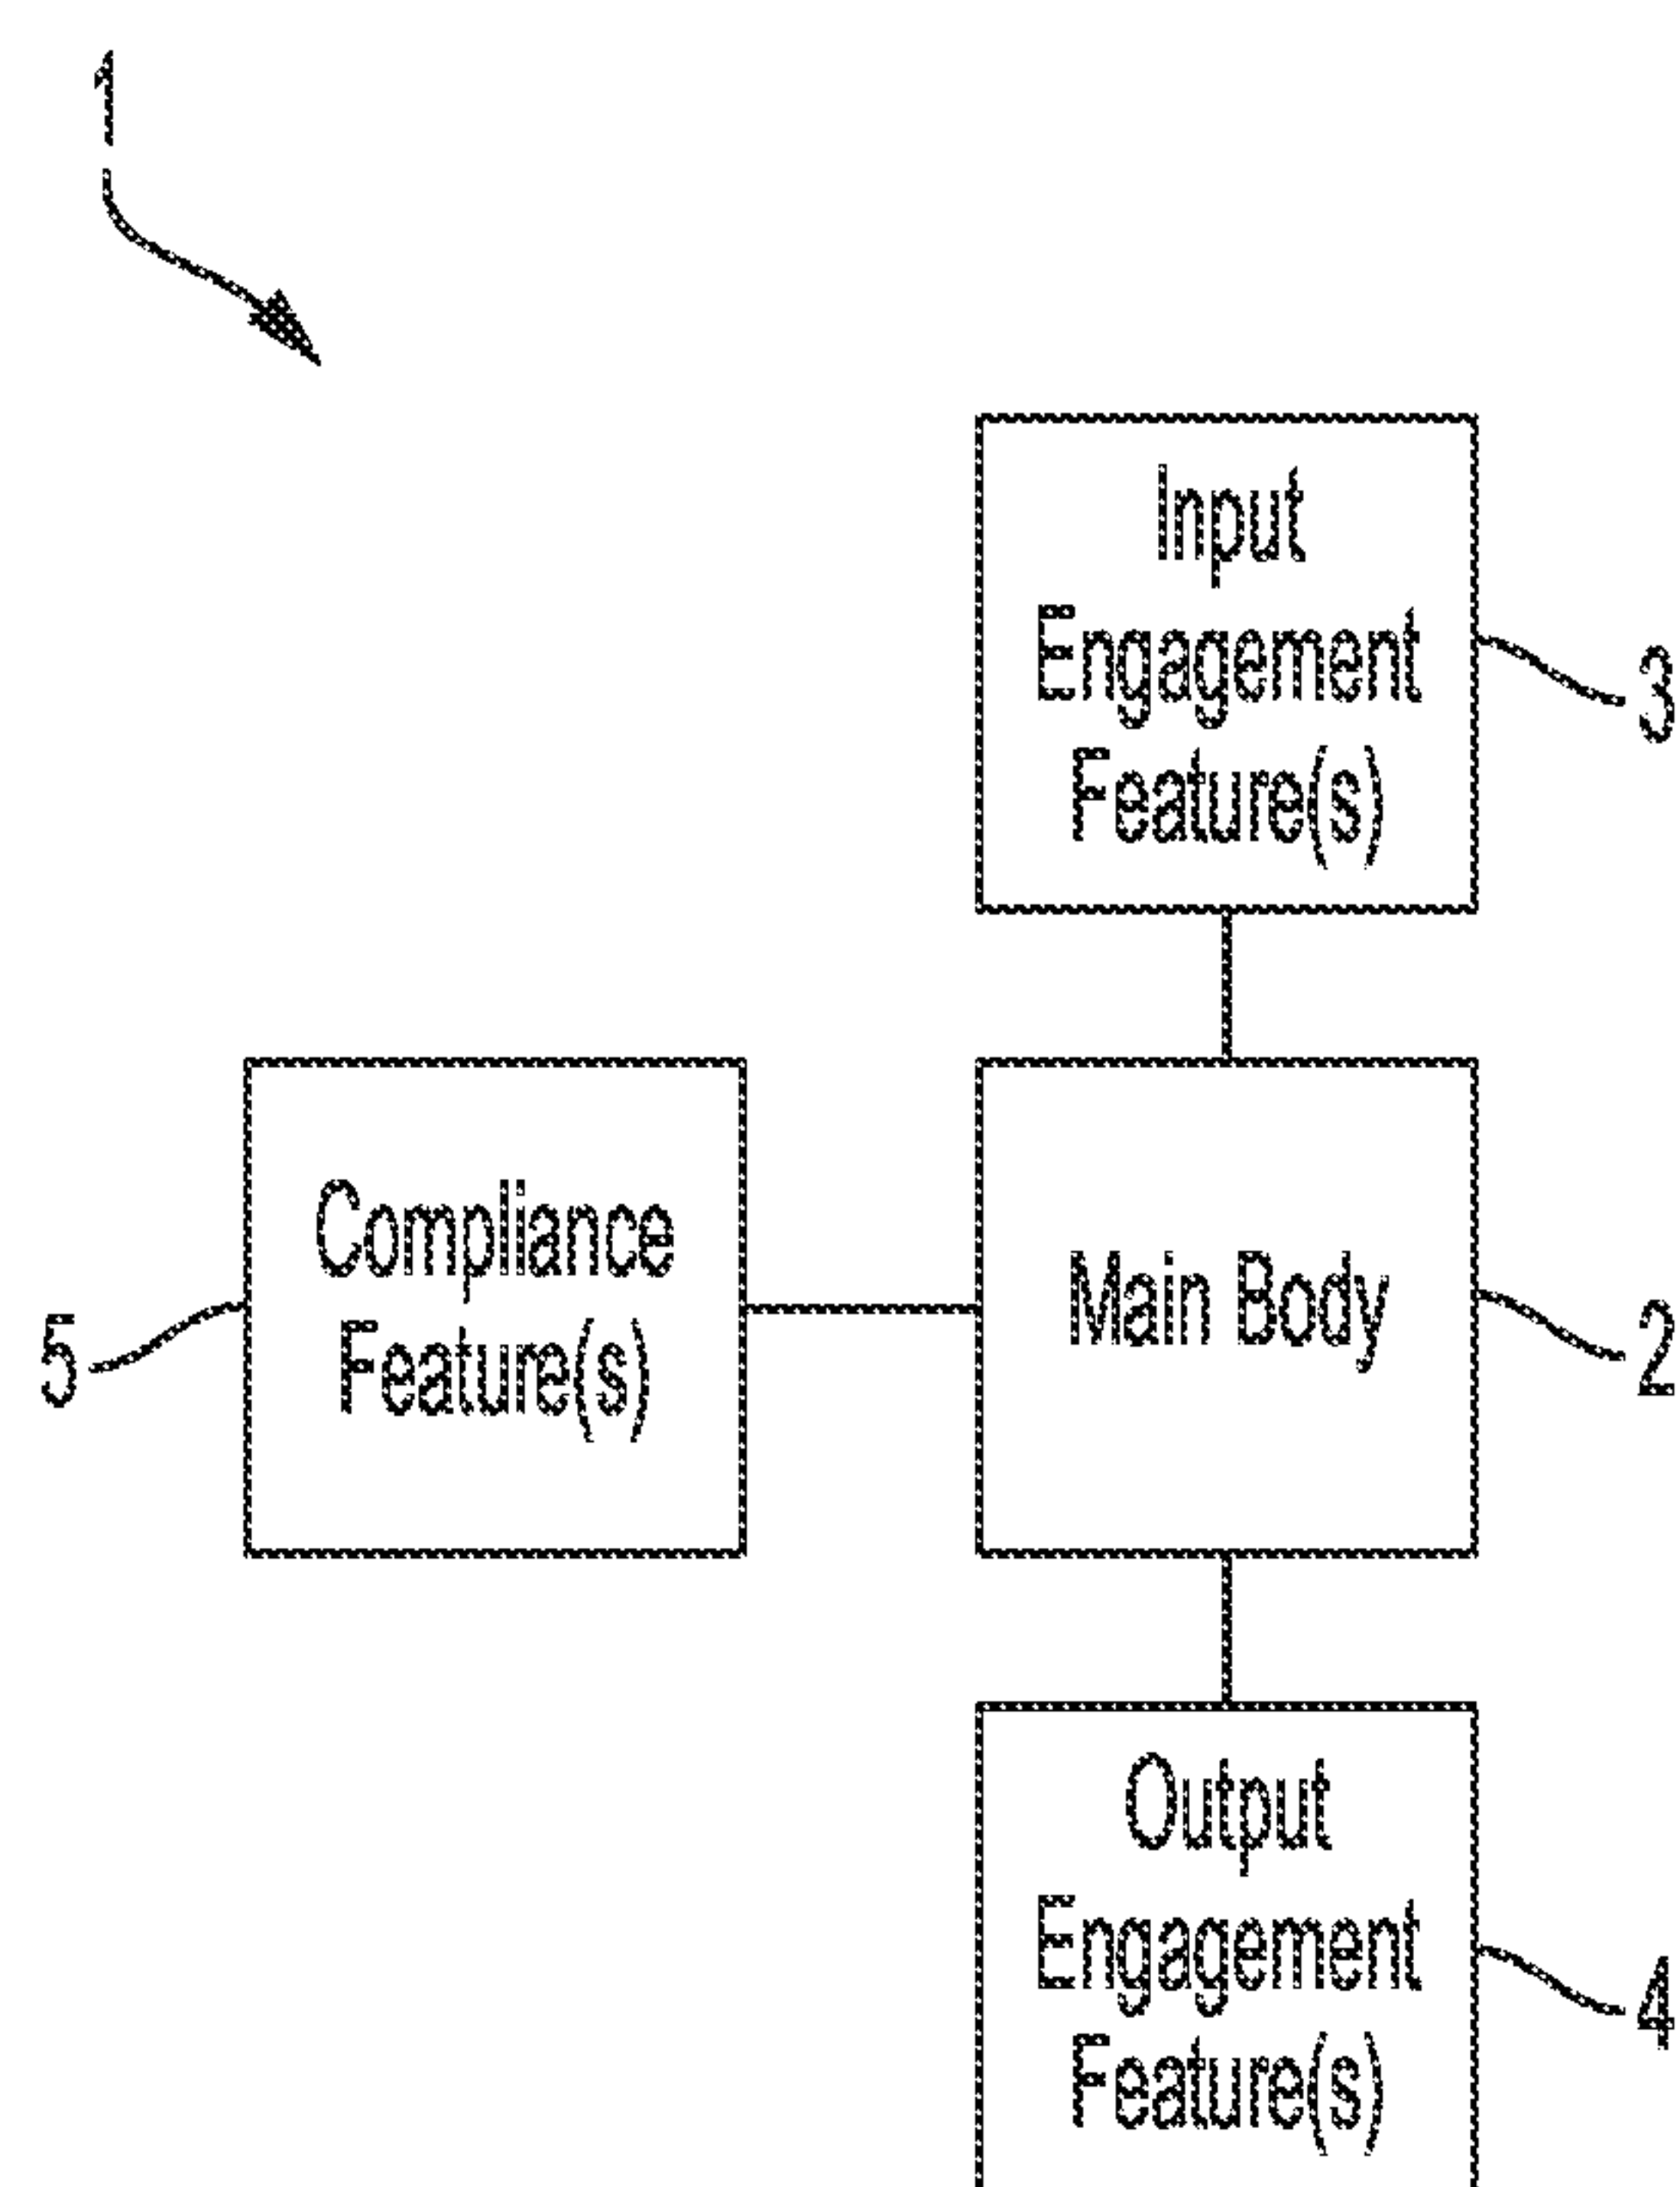 1
Input
Engagement
Feature(s)
3
Compliance
Feature(s)
5
Main Body
2
Output
Engagement
Feature(s)
4